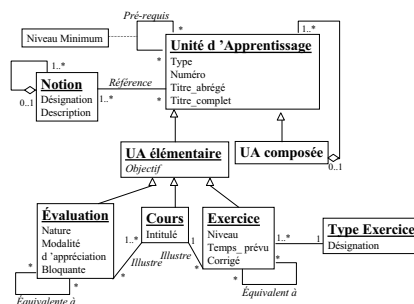 Pré-requis
*
1..*
Niveau Minimum
Unité d 'Apprentissage
Type
Numéro
Titre_abrégé
Titre_complet
*
1..*
Notion
Désignation
Description
Référence
*
1..*
0..1
UA élémentaire
Objectif
UA composée
0..1
Évaluation
Nature
Modalité
d 'appréciation
Bloquante
Cours
Intitulé
Exercice
Niveau
Temps_prévu
Corrigé
Type Exercice
Désignation
1..*
1
1..*
1
Illustre
Illustre
*
*
*
*
*
*
Équivalente à
Équivalent à